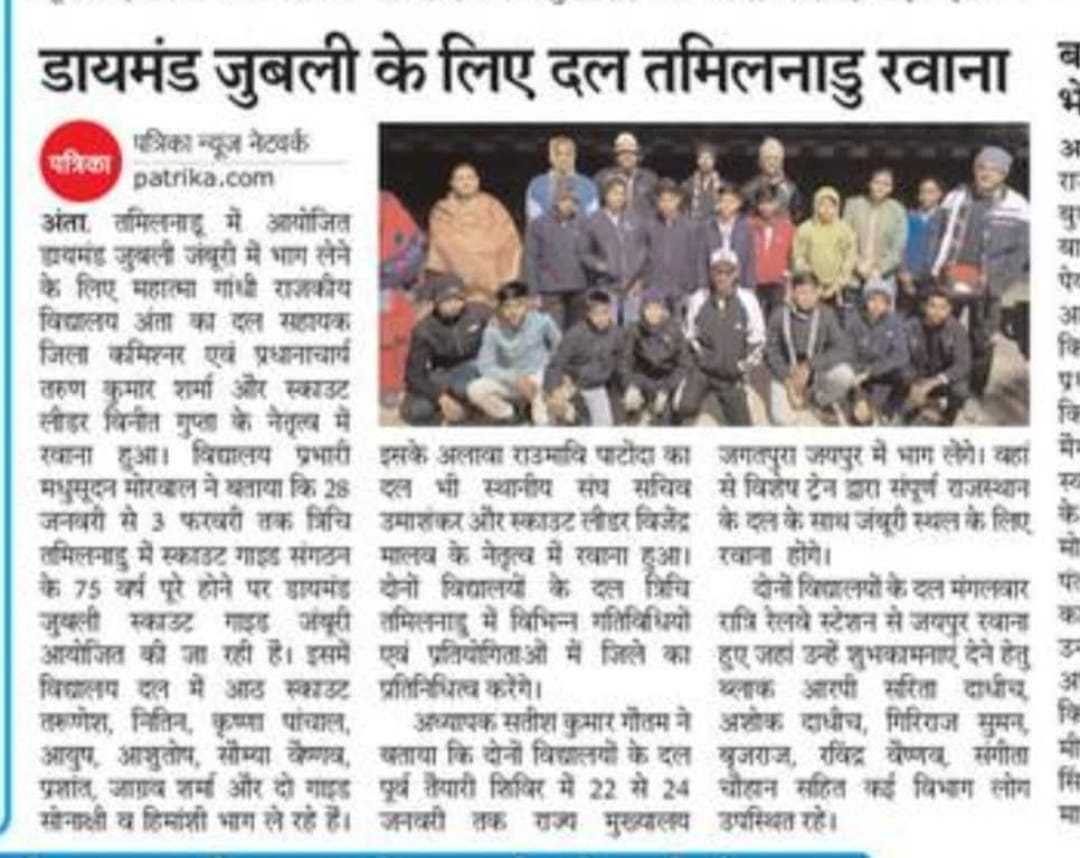 डायमंड जुबली के लिए दल तमिलनाडु रवाना
पत्रिका
पत्रिका न्यूज नेटवर्क
patrika.com
अंता. तमिलनाडू में आयोजित
डायमंड जुबली जंबूरी में भाग लेने
के लिए महात्मा गांधी राजकीय
विद्यालय अंता का दल सहायक
जिला कमिश्नर एवं प्रधानाचार्य
तरुण कुमार शर्मा और स्काउट
लीडर विनीत गुप्ता के नेतृत्व में
रवाना हुआ। विद्यालय प्रभारी
मधुसूदन मोरवाल ने बताया कि 28
जनवरी से 3 फरवरी तक त्रिचि
तमिलनाडु में स्काउट गाइड संगठन
के 75 वर्ष पूरे होने पर डायमंड
जुबली स्काउट गाइड जंबूरी
आयोजित की जा रही है। इसमें
विद्यालय दल में आठ स्काउट
तरूणेश, नितिन, कृष्णा पांचाल,
आयुष, आशुतोष, सौम्या वैष्णव,
प्रशांत, जाग्रव शर्मा और दो गाइड
सोनाक्षी व हिमांशी भाग ले रहे हैं।
इसके अलावा राउमावि पाटोंदा का
दल भी स्थानीय संघ सचिव
उमाशंकर और स्काउट लीडर विजेंद्र
मालव के नेतृत्व में रवाना हुआ।
दोनों विद्यालयों के दल त्रिचि
तमिलनाडु में विभिन्न गतिविधियों
एवं प्रतियोगिताओं में जिले का
प्रतिनिधित्व करेंगे।
अध्यापक सतीश कुमार गौतम ने
बताया कि दोनों विद्यालयों के दल
पूर्व तैयारी शिविर में 22 से 24
जनवरी तक राज्य मुख्यालय
जगतपुरा जयपुर में भाग लेंगे। वहां
से विशेष ट्रेन द्वारा संपूर्ण राजस्थान
के दल के साथ जंबूरी स्थल के लिए
रवाना होंगे।
दोनों विद्यालयों के दल मंगलवार
रात्रि रेलवे स्टेशन से जयपुर रवाना
हुए जहां उन्हें शुभकामनाएं देने हेतु
ब्लाक आरपी सरिता दाधीच,
अशोक दाधीच, गिरिराज सुमन,
बृजराज, रविंद्र वैष्णव, संगीता
चौहान सहित कई विभाग लोग
उपस्थित रहे।